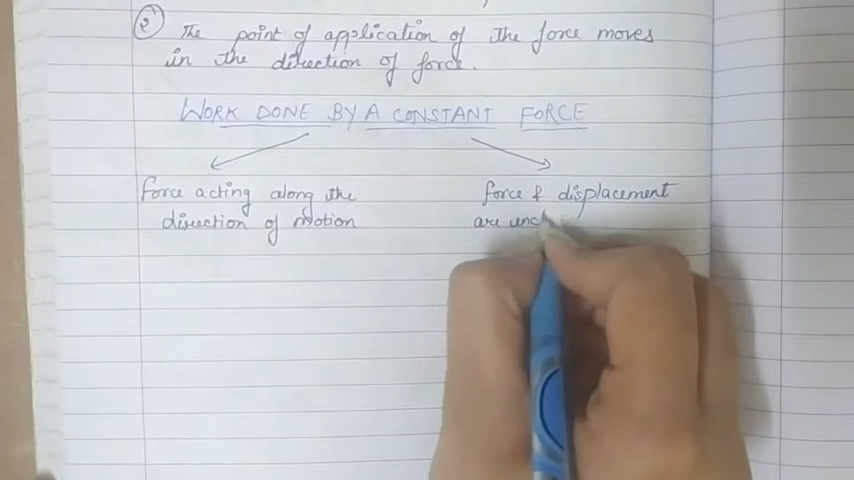 ② The point of application of the force moves
in the direction of force.
WORK DONE BY A CONSTANT FORCE
force acting along the
direction of motion
force & displacement
are inc